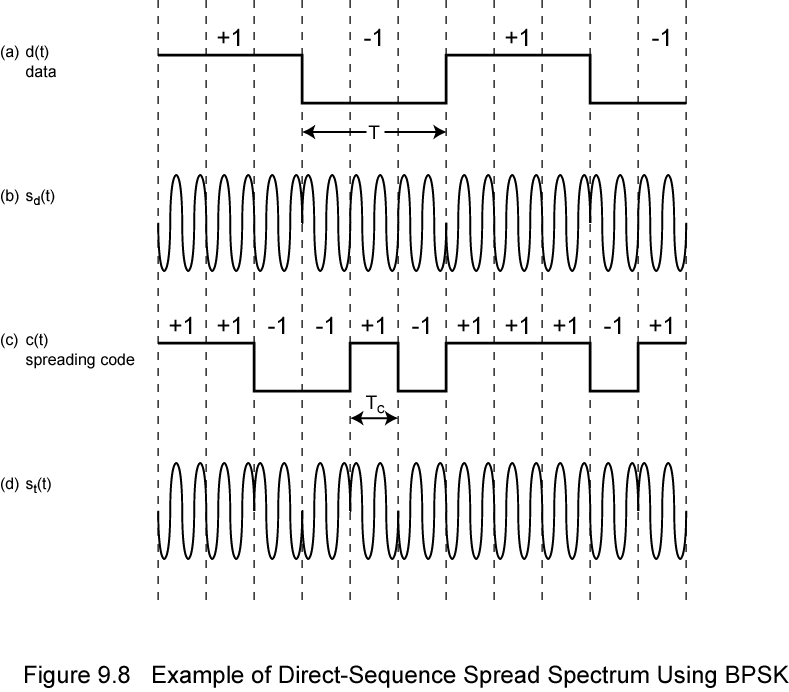 +1 -1 +1 -1
(a) d(t)
data
T
(b) sd(t)
+1 +1 -1 -1 +1 -1 +1 +1 +1 -1 +1
(c) c(t)
spreading code
Tc
(d) st(t)
Figure 9.8 Example of Direct-Sequence Spread Spectrum Using BPSK